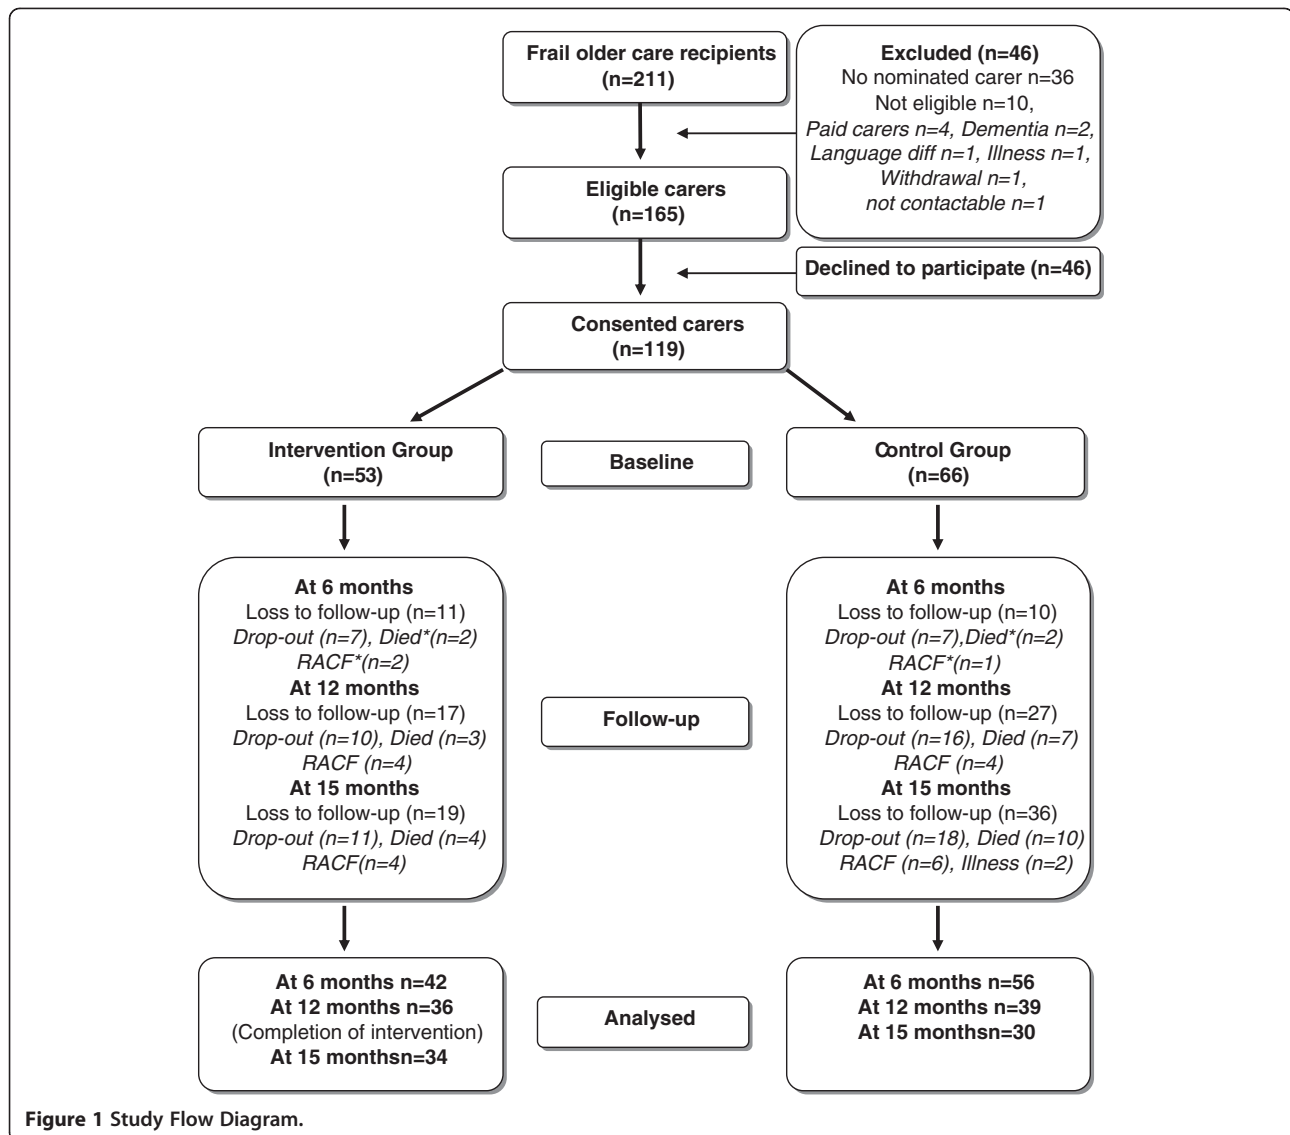 Frail older care recipients
(n=211)
Excluded (n=46)
No nominated carer n=36
Not eligible n=10,
Paid carers n=4, Dementia n=2,
Language diff n=1, Illness n=1,
Withdrawal n=1,
not contactable n=1
Eligible carers
(n=165)
Declined to participate (n=46)
Consented carers
(n=119)
Intervention Group
(n=53)
Baseline
Control Group
(n=66)
At 6 months
Loss to follow-up (n=11)
Drop-out (n=7), Died*(n=2)
RACF*(n=2)
At 12 months
Loss to follow-up (n=17)
Drop-out (n=10), Died (n=3)
RACF (n=4)
At 15 months
Loss to follow-up (n=19)
Drop-out (n=11), Died (n=4)
RACF(n=4)
Follow-up
At 6 months
Loss to follow-up (n=10)
Drop-out (n=7),Died*(n=2)
RACF*(n=1)
At 12 months
Loss to follow-up (n=27)
Drop-out (n=16), Died (n=7)
RACF (n=4)
At 15 months
Loss to follow-up (n=36)
Drop-out (n=18), Died (n=10)
RACF (n=6), Illness (n=2)
At 6 months n=42
At 12 months n=36
(Completion of intervention)
At 15 monthsn=34
Analysed
At 6 months n=56
At 12 months n=39
At 15 monthsn=30
Figure 1 Study Flow Diagram.